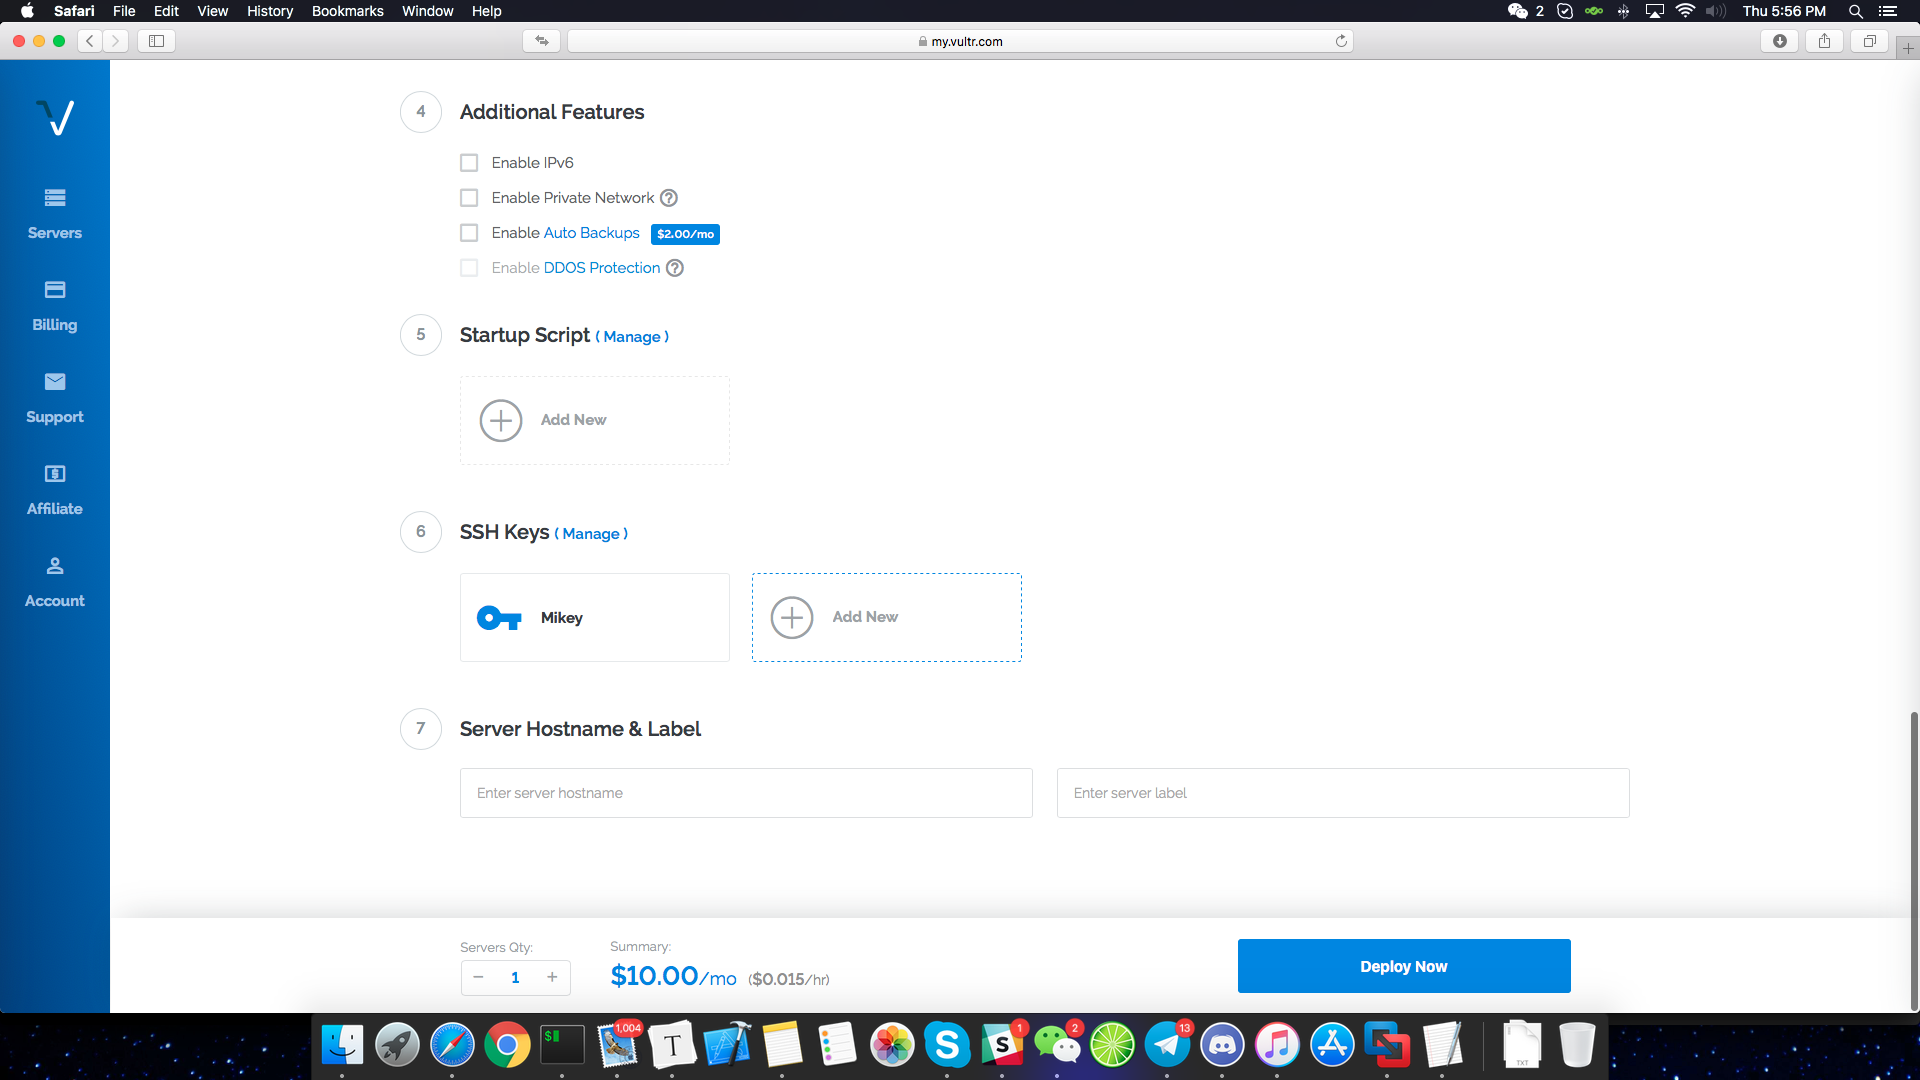 Safari File Edit View History Bookmarks Window Help 2 Thu 5:56 PM
my.vultr.com
Servers
Billing
Support
Affiliate
Account
4 Additional Features
Enable IPv6
Enable Private Network ?
Enable Auto Backups $2.00/mo
Enable DDOS Protection ?
5 Startup Script ( Manage )
Add New
6 SSH Keys ( Manage )
Mikey
Add New
7 Server Hostname & Label
Enter server hostname
Enter server label
Servers Qty:
− 1 +
Summary:
$10.00/mo ($0.015/hr)
Deploy Now
$
1,004
T
S
S
1
2
13
TXT